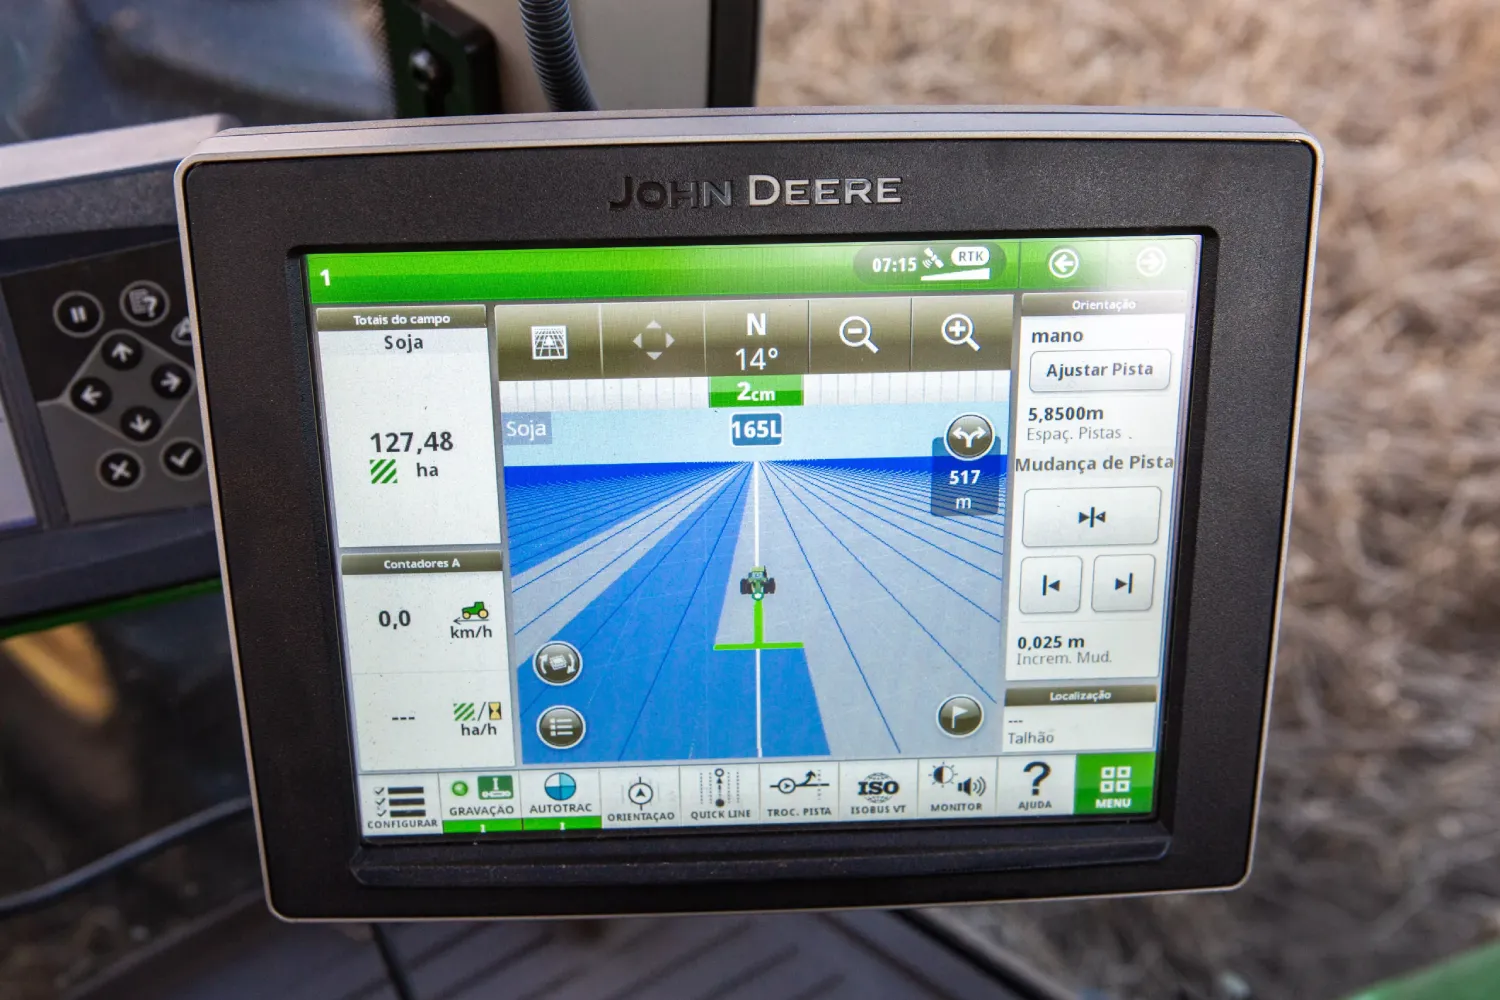 JOHN DEERE
1
07:15
RTK
Totais do campo
Soja
127,48
ha
Contadores A
0,0
km/h
---
ha/h
N
14°
2cm
165L
Soja
517
m
Orientação
mano
Ajustar Pista
5,8500m
Espaç. Pistas .
Mudança de Pista
0,025 m
Increm. Mud.
Localização
---
Talhão
CONFIGURAR
GRAVAÇÃO
1
AUTOTRAC
1
ORIENTAÇÃO
QUICK LINE
TROC. PISTA
ISO
ISOBUS VT
MONITOR
?
AJUDA
MENU